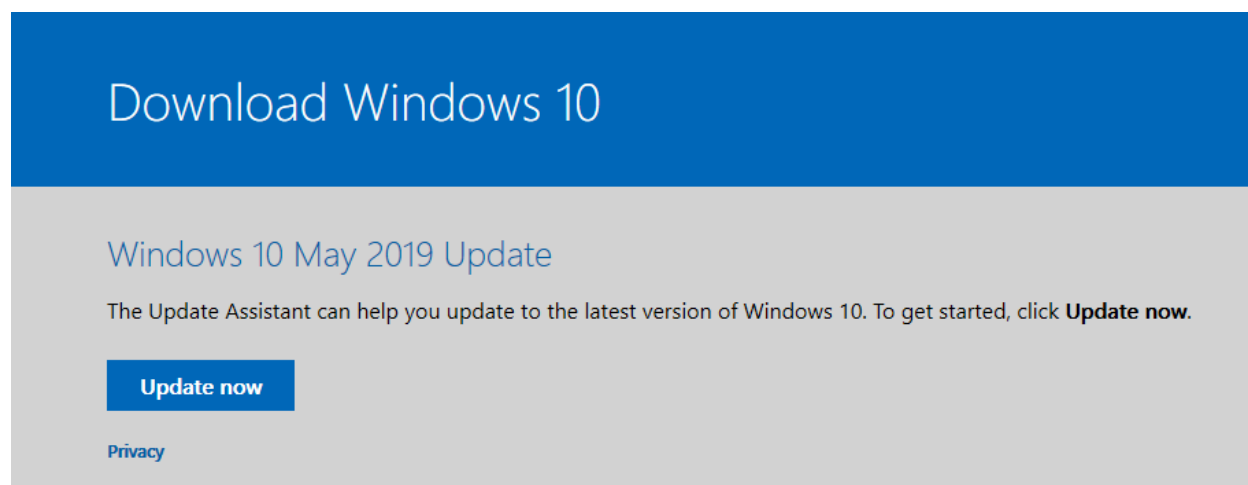 Download Windows 10
Windows 10 May 2019 Update
The Update Assistant can help you update to the latest version of Windows 10. To get started, click Update now.
Update now
Privacy